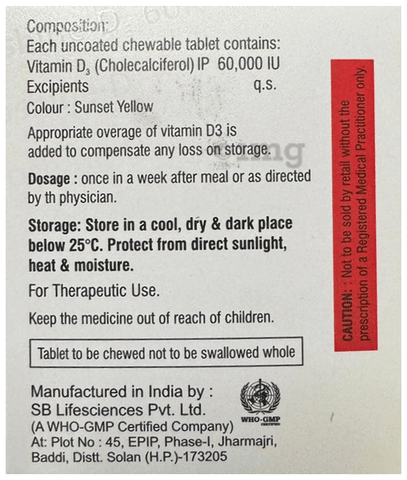 Composition:
Each uncoated chewable tablet contains:
Vitamin D3 (Cholecalciferol) IP 60,000 IU
Excipients q.s.
Colour : Sunset Yellow
Appropriate overage of vitamin D3 is
added to compensate any loss on storage.
Dosage : once in a week after meal or as directed
by th physician.
Storage: Store in a cool, dry & dark place
below 25°C. Protect from direct sunlight,
heat & moisture.
For Therapeutic Use.
Keep the medicine out of reach of children.
Tablet to be chewed not to be swallowed whole
Manufactured in India by :
SB Lifesciences Pvt. Ltd.
(A WHO-GMP Certified Company)
At: Plot No : 45, EPIP, Phase-I, Jharmajri,
Baddi, Distt. Solan (H.P.)-173205
WHO-GMP
CERTIFIED
CAUTION: : Not to be sold by retail without the
prescription of a Registered Medical Practitioner only.